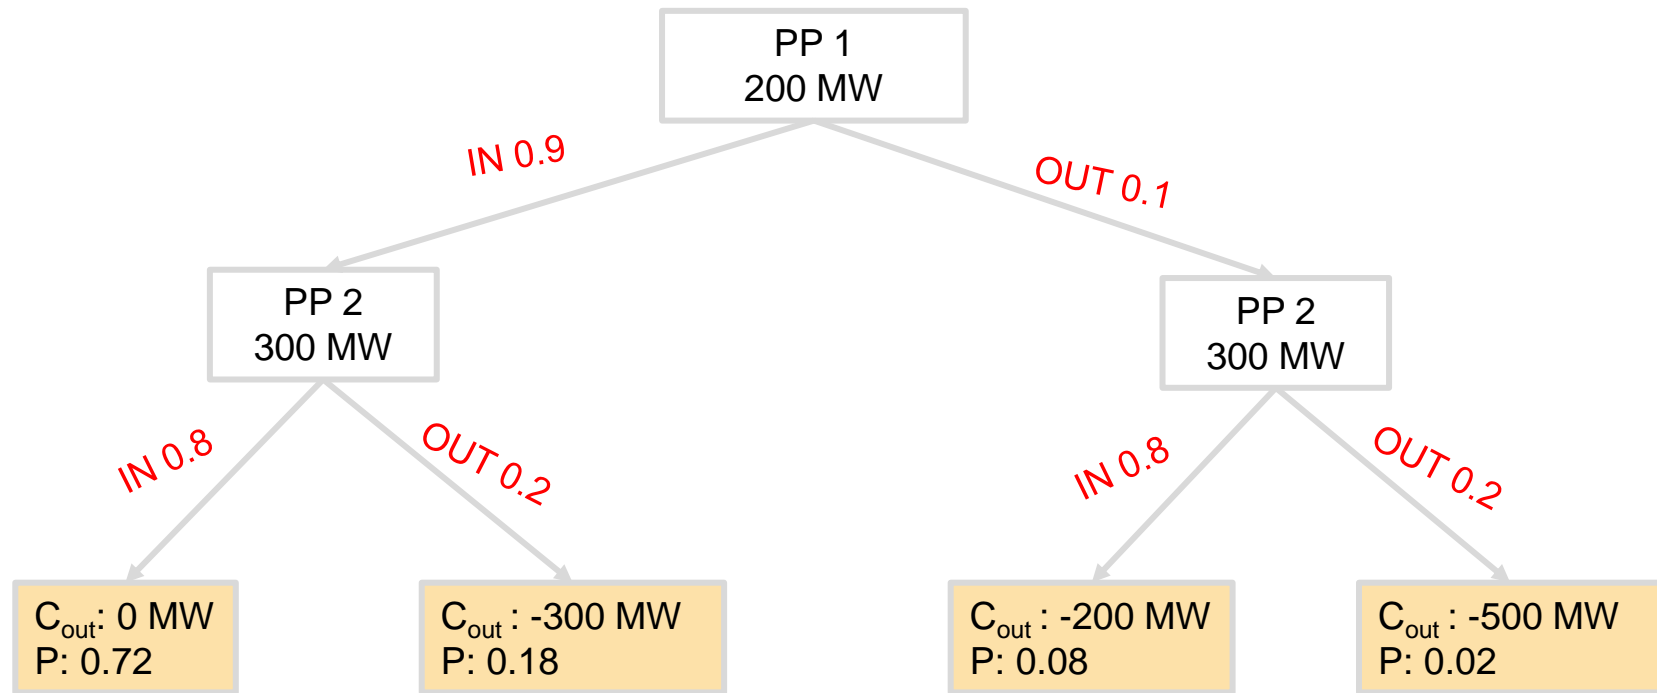 PP 1
200 MW
IN 0.9
OUT 0.1
PP 2
300 MW
PP 2
300 MW
IN 0.8
OUT 0.2
IN 0.8
OUT 0.2
Cout: 0 MW
P: 0.72
Cout : -300 MW
P: 0.18
Cout : -200 MW
P: 0.08
Cout : -500 MW
P: 0.02